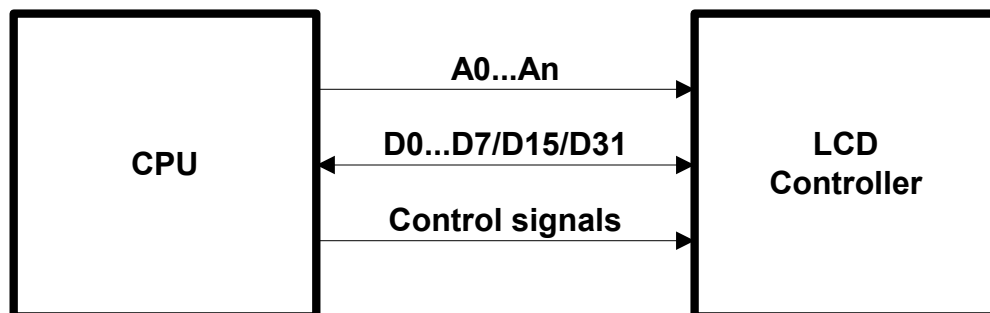 A0...An
CPU
D0...D7/D15/D31
LCD
Controller
Control signals